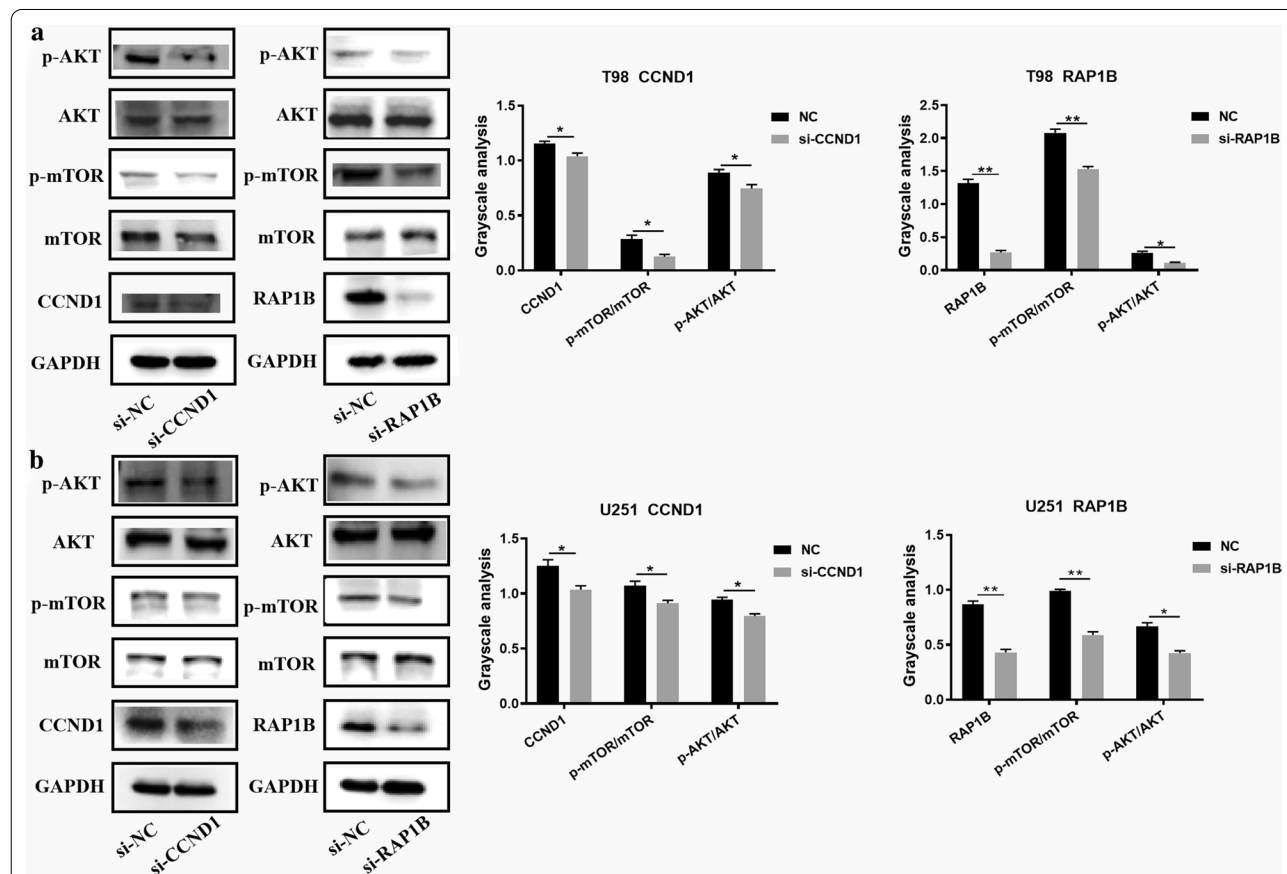 a
p-AKT
AKT
p-mTOR
mTOR
CCND1
GAPDH
si-NC
si-CCND1
p-AKT
AKT
p-mTOR
mTOR
RAP1B
GAPDH
si-NC
si-RAP1B
T98 CCND1
Grayscale analysis
1.5
1.0
0.5
0.0
*
*
*
NC
si-CCND1
CCND1
p-mTOR/mTOR
p-AKT/AKT
T98 RAP1B
Grayscale analysis
2.5
2.0
1.5
1.0
0.5
0.0
**
**
*
NC
si-RAP1B
RAP1B
p-mTOR/mTOR
p-AKT/AKT
b
p-AKT
AKT
p-mTOR
mTOR
CCND1
GAPDH
si-NC
si-CCND1
p-AKT
AKT
p-mTOR
mTOR
RAP1B
GAPDH
si-NC
si-RAP1B
U251 CCND1
Grayscale analysis
1.5
1.0
0.5
0.0
*
*
*
NC
si-CCND1
CCND1
p-mTOR/mTOR
p-AKT/AKT
U251 RAP1B
Grayscale analysis
1.5
1.0
0.5
0.0
**
**
*
NC
si-RAP1B
RAP1B
p-mTOR/mTOR
p-AKT/AKT